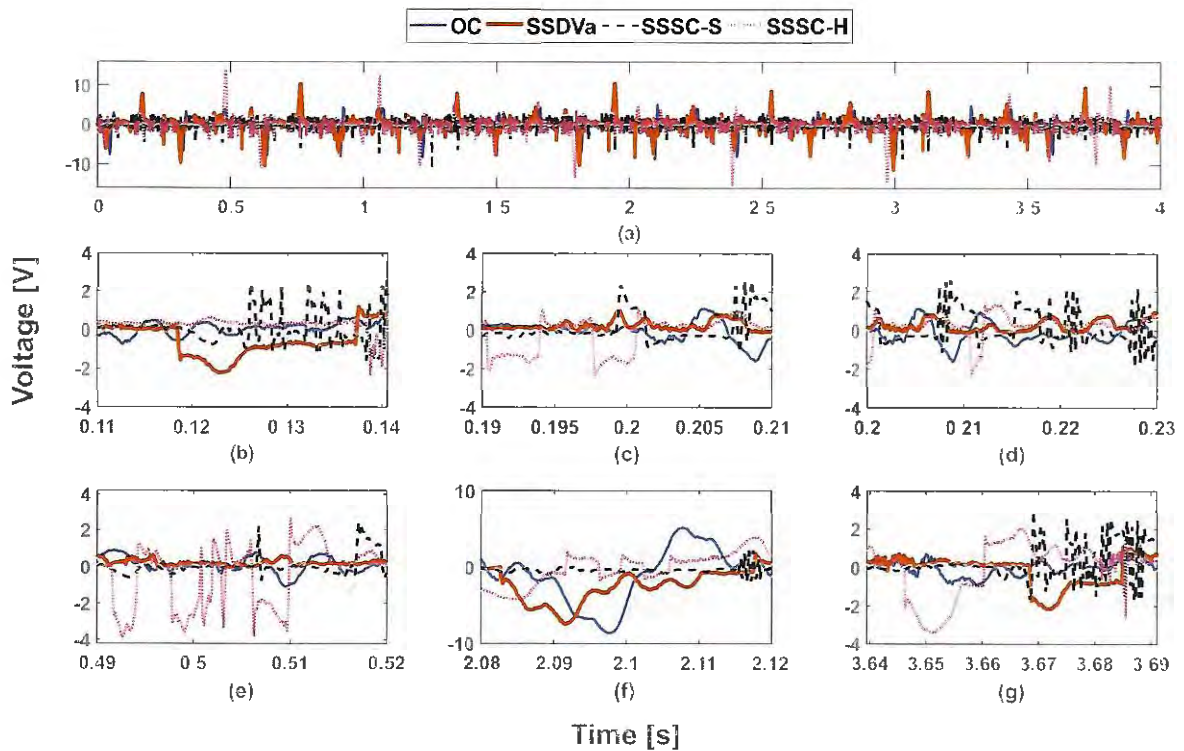 OC SSDVa SSSC-S SSSC-H
10
0
-10
0 0.5 1 1 5 2 2 5 3 3 5 4
(a)
Voltage [V]
4
2
0
-2
-4
0.11 0.12 0 13 0.14
(b)
4
2
0
-2
-4
0.19 0.195 0.2 0.205 0.21
(c)
4
2
0
-2
-4
0.2 0 21 0.22 0.23
(d)
4
2
0
-2
-4
0.49 0.5 0.51 0.52
(e)
10
0
-10
2.08 2.09 2.1 2.11 2.12
(f)
4
2
0
-2
-4
3.64 3.65 3.66 3.67 3.68 3 69
(g)
Time [s]